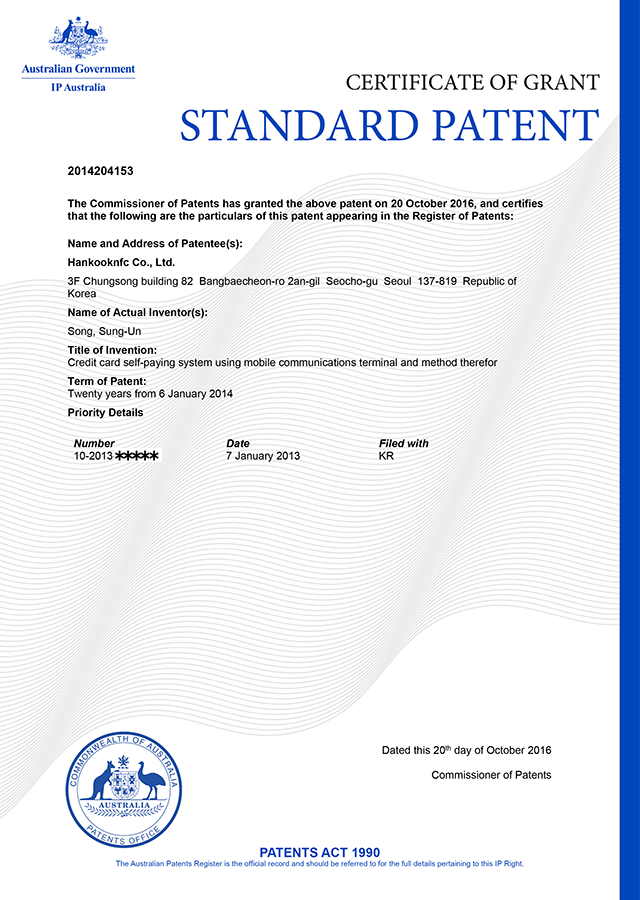 Australian Government
IP Australia
CERTIFICATE OF GRANT
STANDARD PATENT
2014204153
The Commissioner of Patents has granted the above patent on 20 October 2016, and certifies
that the following are the particulars of this patent appearing in the Register of Patents:
Name and Address of Patentee(s):
Hankooknfc Co., Ltd.
3F Chungsong building 82 Bangbaecheon-ro 2an-gil Seocho-gu Seoul 137-819 Republic of
Korea
Name of Actual Inventor(s):
Song, Sung-Un
Title of Invention:
Credit card self-paying system using mobile communications terminal and method therefor
Term of Patent:
Twenty years from 6 January 2014
Priority Details
Number Date Filed with
10-2013-***** 7 January 2013 KR
Dated this 20th day of October 2016
Commissioner of Patents
COMMONWEALTH OF AUSTRALIA
AUSTRALIA
PATENTS OFFICE
PATENTS ACT 1990
The Australian Patents Register is the official record and should be referred to for the full details pertaining to this IP Right.